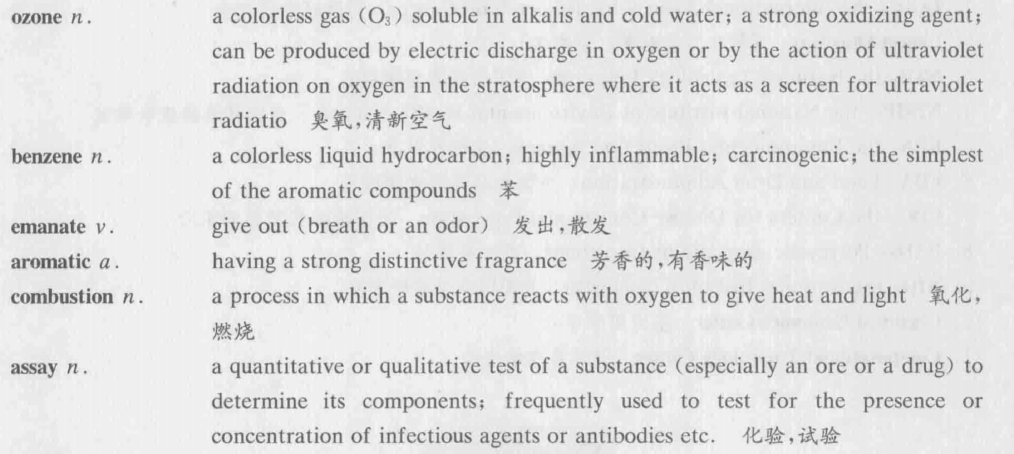 ozone n. a colorless gas (O₃) soluble in alkalis and cold water; a strong oxidizing agent;
can be produced by electric discharge in oxygen or by the action of ultraviolet
radiation on oxygen in the stratosphere where it acts as a screen for ultraviolet
radiatio 臭氧,清新空气
benzene n. a colorless liquid hydrocarbon; highly inflammable; carcinogenic; the simplest
of the aromatic compounds 苯
emanate v. give out (breath or an odor) 发出,散发
aromatic a. having a strong distinctive fragrance 芳香的,有香味的
combustion n. a process in which a substance reacts with oxygen to give heat and light 氧化,
燃烧
assay n. a quantitative or qualitative test of a substance (especially an ore or a drug) to
determine its components; frequently used to test for the presence or
concentration of infectious agents or antibodies etc. 化验,试验